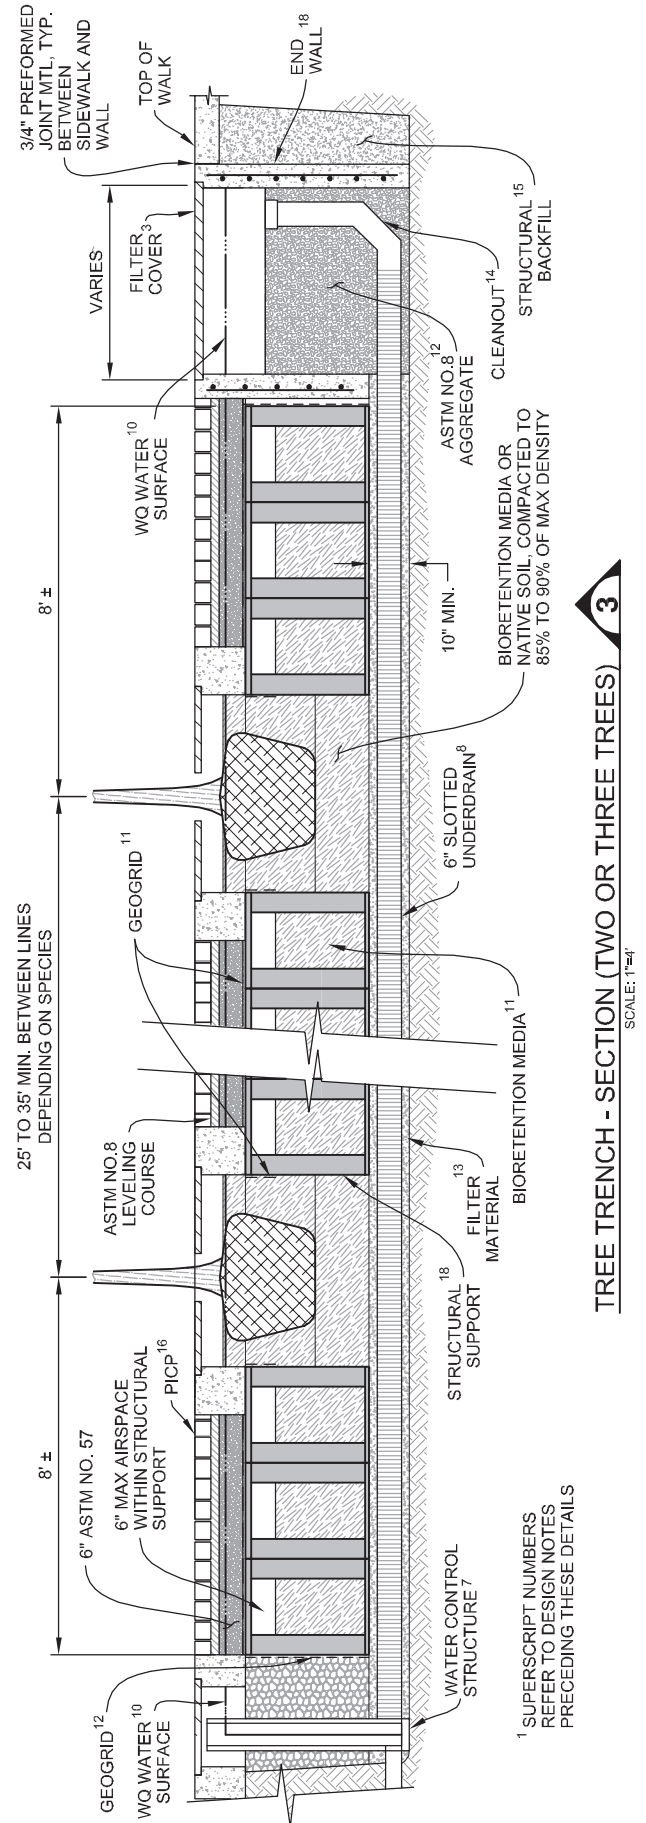 3/4" PREFORMED
JOINT MTL, TYP.
BETWEEN
SIDEWALK AND
WALL
TOP OF
WALK
END 18
WALL
VARIES
FILTER
COVER 3
WQ WATER 10
SURFACE
ASTM NO.8 12
AGGREGATE
CLEANOUT 14
STRUCTURAL 15
BACKFILL
8' ±
10" MIN.
BIORETENTION MEDIA OR
NATIVE SOIL, COMPACTED TO
85% TO 90% OF MAX DENSITY
25' TO 35' MIN. BETWEEN LINES
DEPENDING ON SPECIES
GEOGRID 11
6" SLOTTED
UNDERDRAIN 8
BIORETENTION MEDIA 11
ASTM NO.8
LEVELING
COURSE
FILTER 13
MATERIAL
STRUCTURAL 18
SUPPORT
8' ±
6" ASTM NO. 57
6" MAX AIRSPACE
WITHIN STRUCTURAL
SUPPORT
PICP 16
GEOGRID 12
WQ WATER 10
SURFACE
WATER CONTROL
STRUCTURE 7
1 SUPERSCRIPT NUMBERS
REFER TO DESIGN NOTES
PRECEDING THESE DETAILS
TREE TRENCH - SECTION (TWO OR THREE TREES)
SCALE: 1"=4'
3